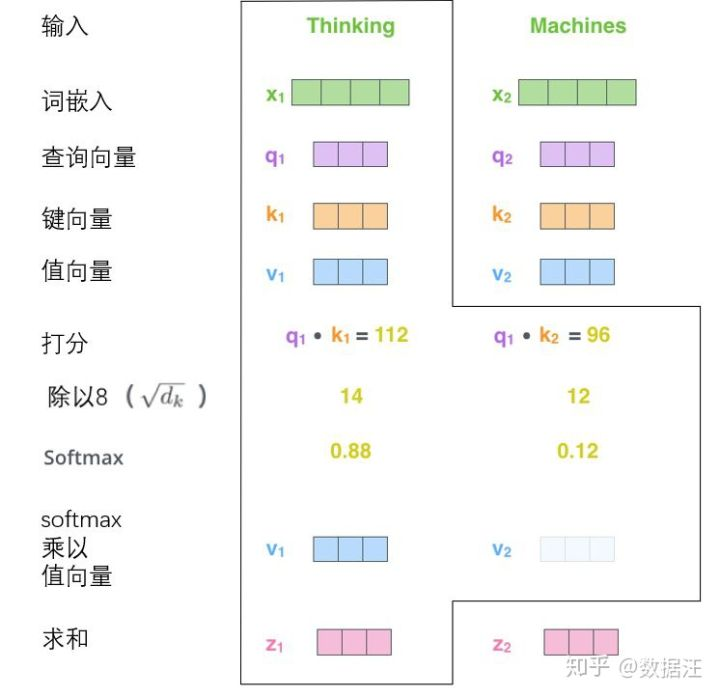 输入 Thinking Machines
词嵌入 x₁ x₂
查询向量 q₁ q₂
键向量 k₁ k₂
值向量 v₁ v₂
打分 q₁ • k₁ = 112 q₁ • k₂ = 96
除以8 (√dₖ) 14 12
Softmax 0.88 0.12
softmax
乘以 v₁ v₂
值向量
求和 z₁ z₂
知乎 @数据汪